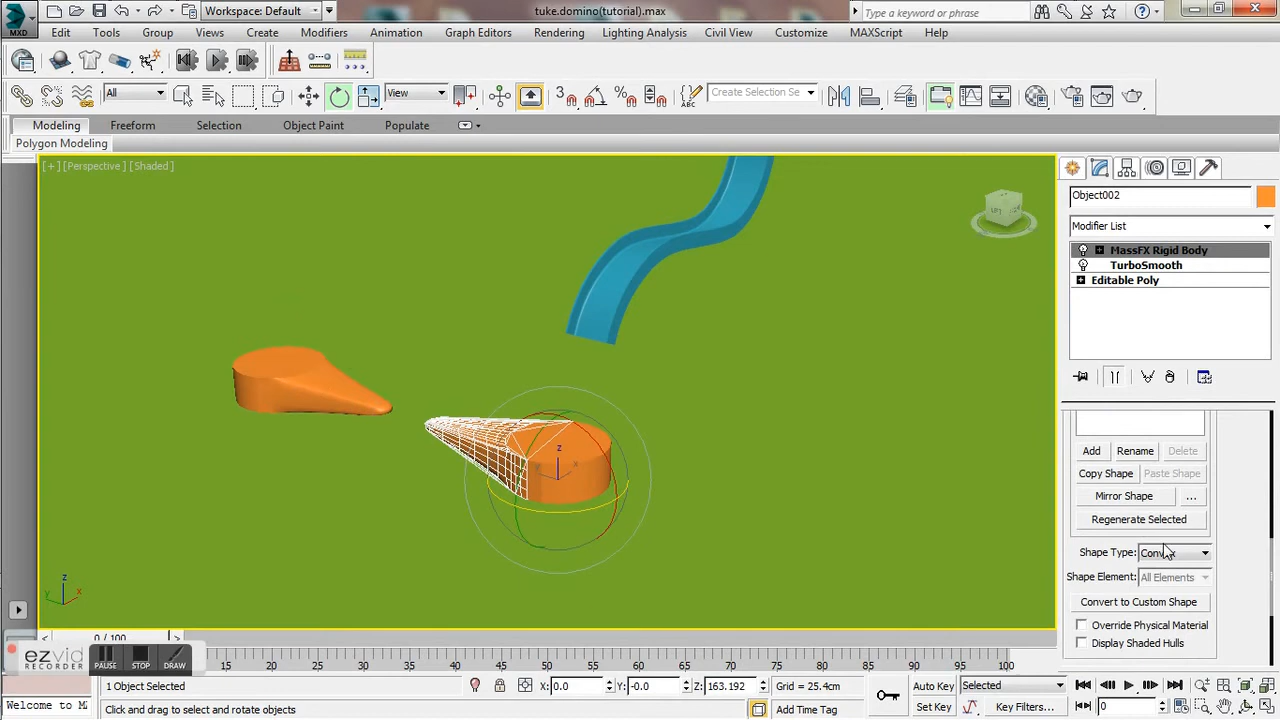 Workspace: Default
tuke.domino(tutorial).max
Type a keyword or phrase
MXD
Edit Tools Group Views Create Modifiers Animation Graph Editors Rendering Lighting Analysis Civil View Customize MAXScript Help
All
View
3
Create Selection Se
Modeling Freeform Selection Object Paint Populate
Polygon Modeling
[+] [Perspective] [Shaded]
Object002
Modifier List
MassFX Rigid Body
TurboSmooth
Editable Poly
Add Rename Delete
Copy Shape Paste Shape
Mirror Shape ...
Regenerate Selected
Shape Type:
Shape Element: All Elements
Convert to Custom Shape
Override Physical Material
Display Shaded Hulls
z
x
z
y x
0 / 100
ezvid
RECORDER
PAUSE STOP DRAW
15 20 25 30 35 40 45 50 55 60 65 70 75 80 85 90 95 100
1 Object Selected X: 0.0 Y: -0.0 Z: 163.192 Grid = 25.4cm Auto Key Selected
Welcome to M Click and drag to select and rotate objects Add Time Tag Set Key Key Filters... 0